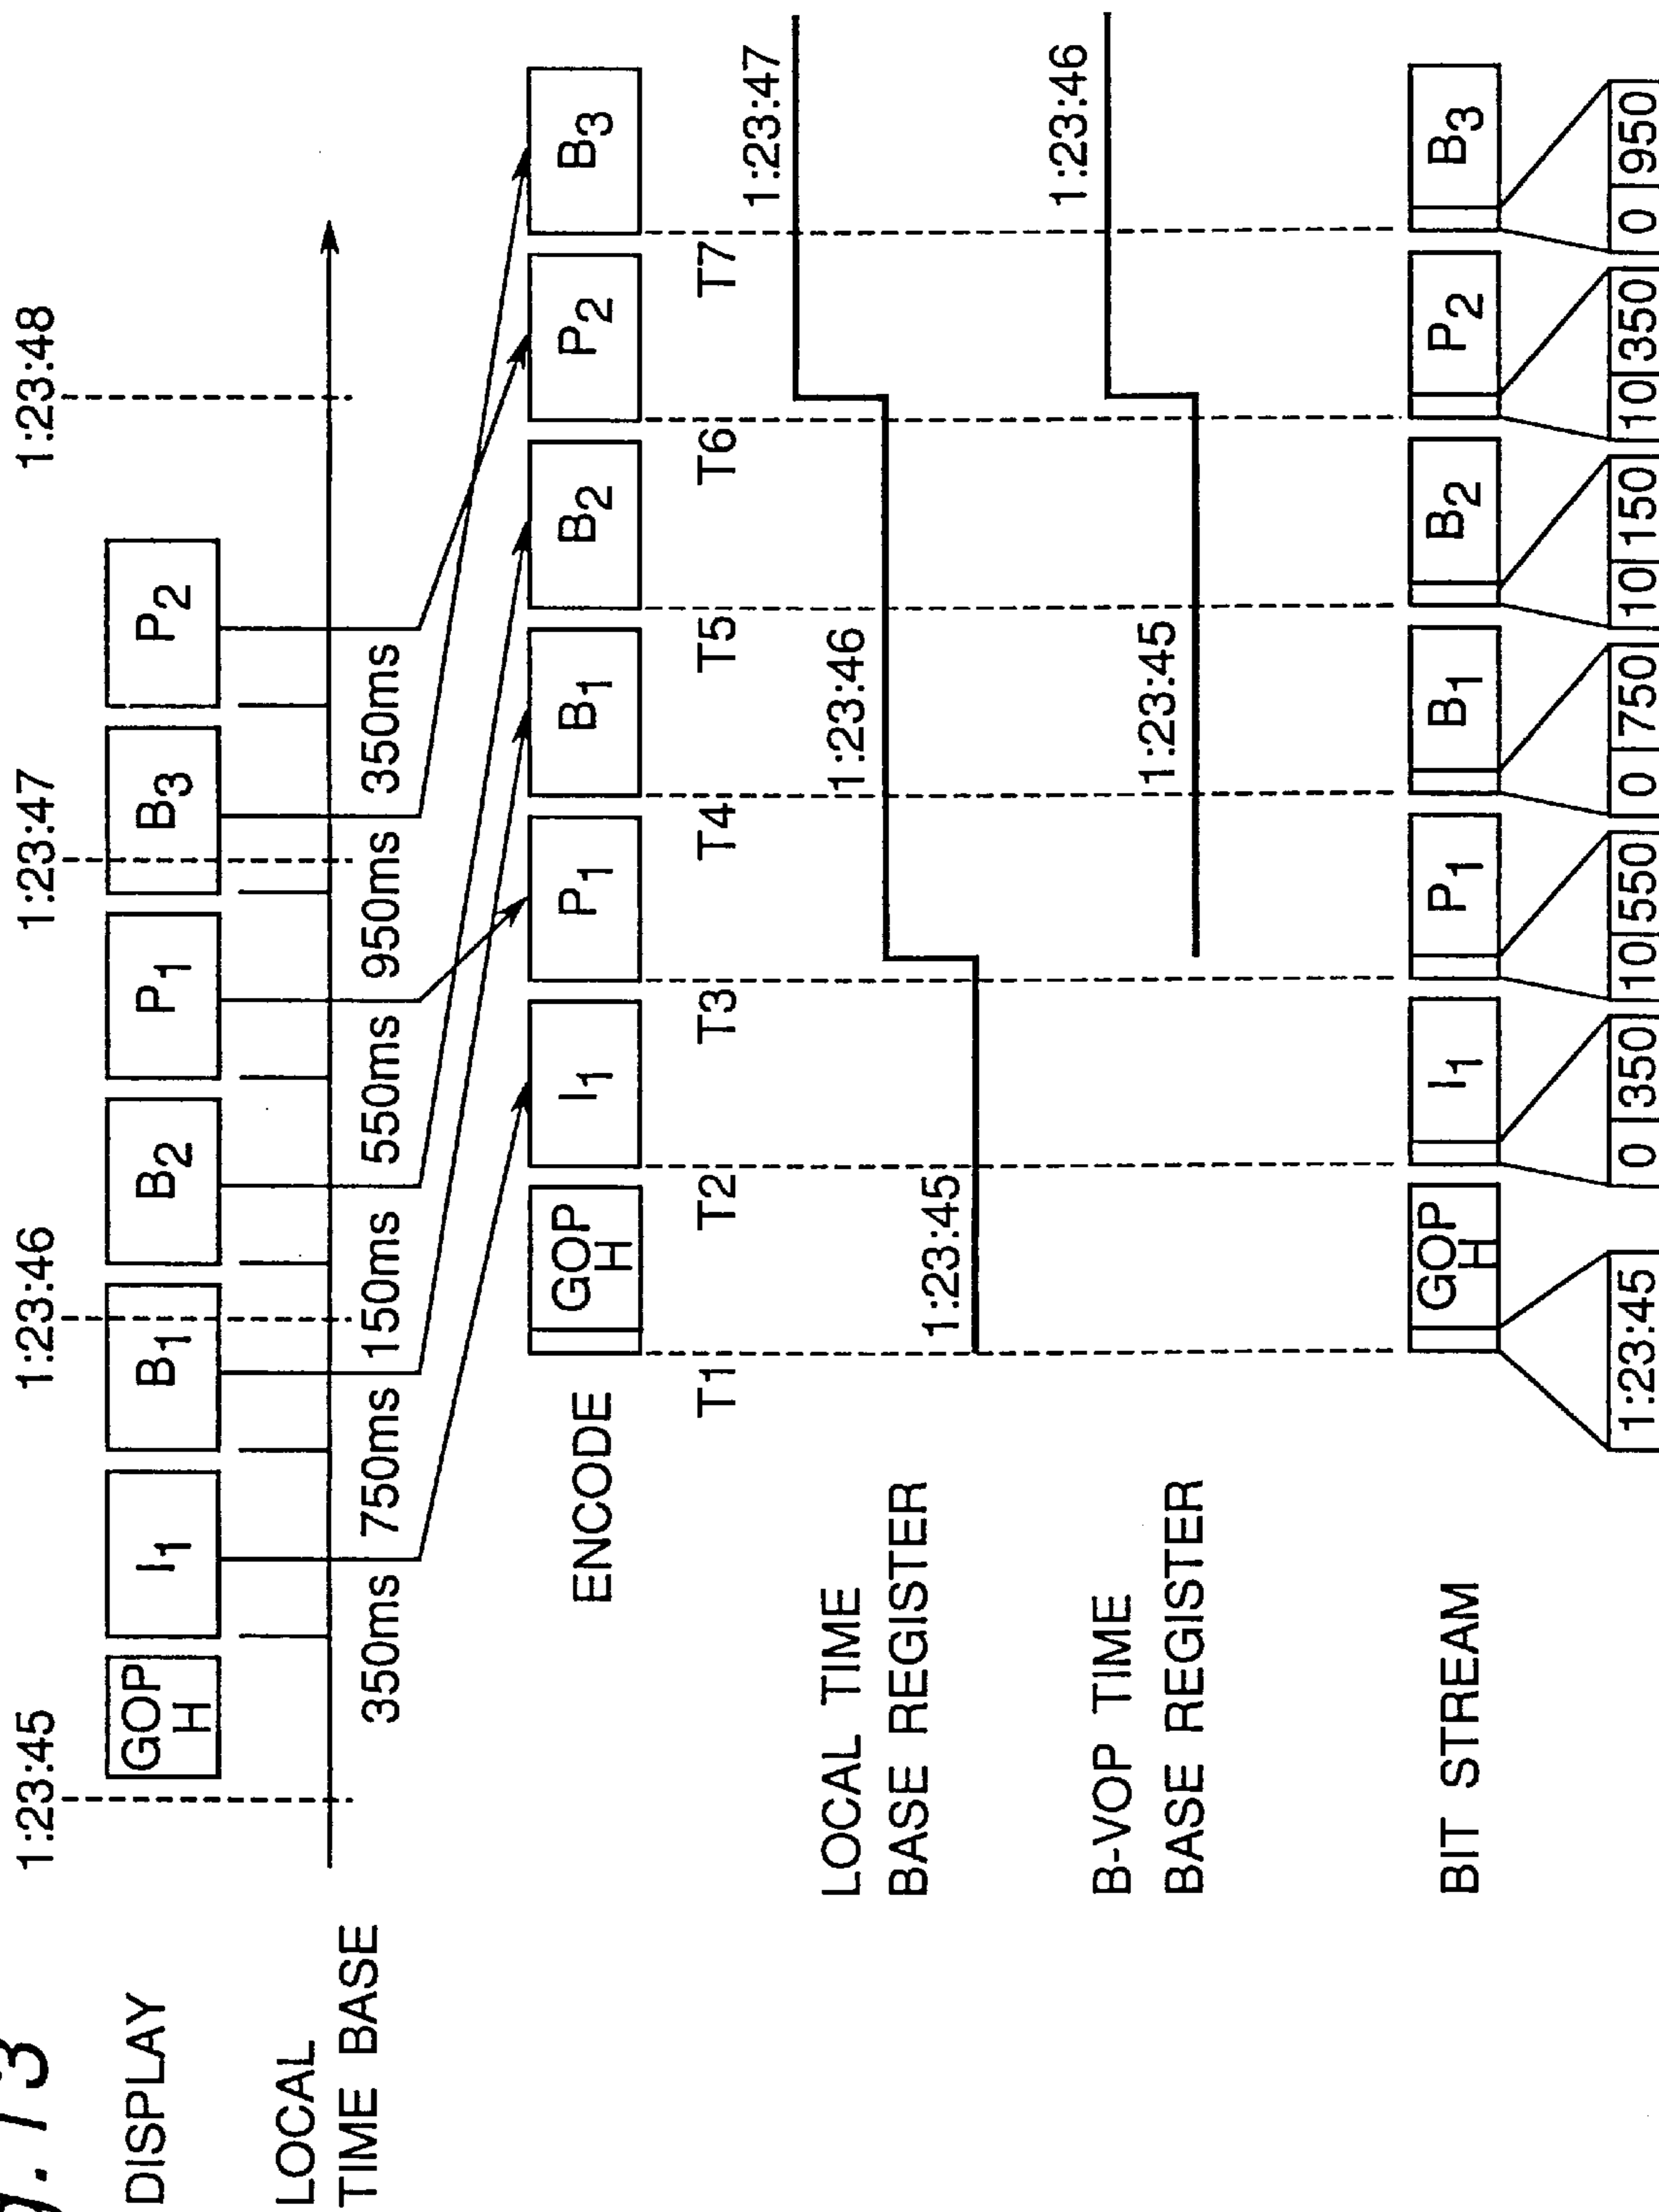 g. 13
1:23:45 1:23:46 1:23:47 1:23:48
DISPLAY GOP H I1 B1 B2 P1 B3 P2
LOCAL TIME BASE
350ms 750ms 150ms 550ms 950ms 350ms
ENCODE GOP H I1 P1 B1 B2 P2 B3
T1 T2 T3 T4 T5 T6 T7
LOCAL TIME BASE REGISTER
1:23:45 1:23:46 1:23:47
B-VOP TIME BASE REGISTER
1:23:45 1:23:46
BIT STREAM GOP H I1 P1 B1 B2 P2 B3
1:23:45 0 350 10 550 0 750 10 150 10 350 0 950